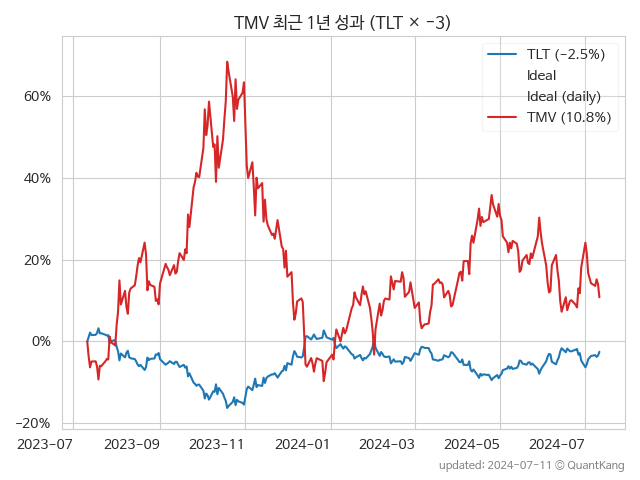 TMV 최근 1년 성과 (TLT × -3)
TLT (-2.5%)
Ideal
Ideal (daily)
TMV (10.8%)
60%
40%
20%
0%
-20%
2023-07
2023-09
2023-11
2024-01
2024-03
2024-05
2024-07
updated: 2024-07-11 © QuantKang